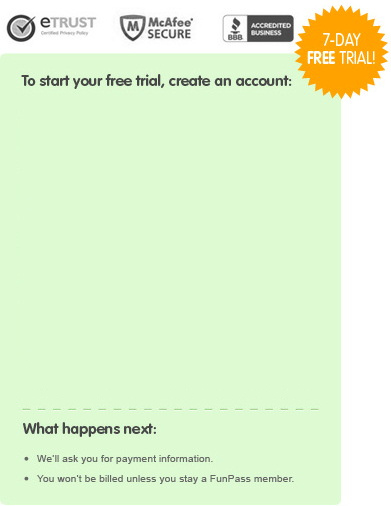 eTRUST
Certified Privacy Policy
McAfee
SECURE
BBB
ACCREDITED
BUSINESS
7-DAY
FREE TRIAL!
To start your free trial, create an account:
What happens next:
We'll ask you for payment information.
You won't be billed unless you stay a FunPass member.